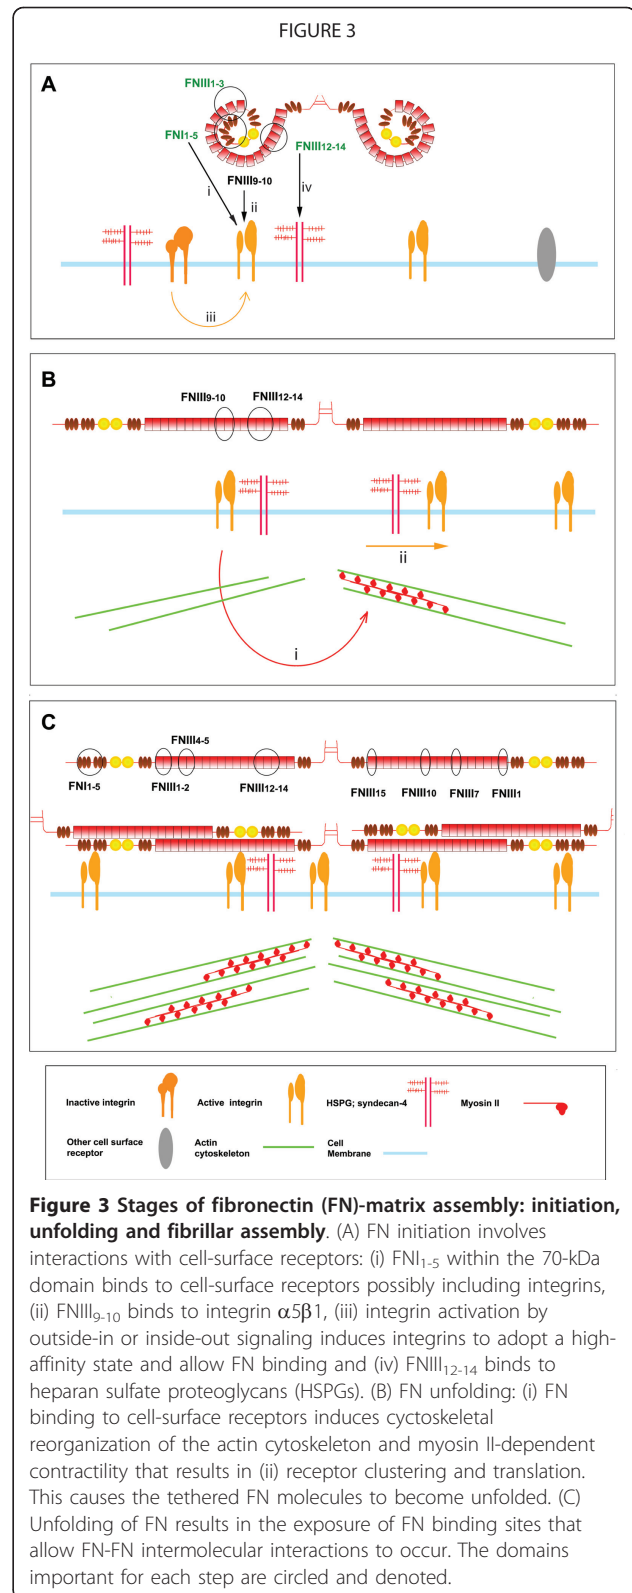 FIGURE 3
A
FNIII1-3
FNI1-5
FNIII12-14
FNIII9-10
i
ii
iv
iii
B
FNIII9-10
FNIII12-14
ii
i
C
FNIII4-5
FNI1-5
FNIII1-2
FNIII12-14
FNIII15
FNIII10
FNIII7
FNIII1
Inactive integrin
Active integrin
HSPG; syndecan-4
Myosin II
Other cell surface
receptor
Actin
cytoskeleton
Cell
Membrane
Figure 3 Stages of fibronectin (FN)-matrix assembly: initiation,
unfolding and fibrillar assembly. (A) FN initiation involves
interactions with cell-surface receptors: (i) FNI1-5 within the 70-kDa
domain binds to cell-surface receptors possibly including integrins,
(ii) FNIII9-10 binds to integrin α5β1, (iii) integrin activation by
outside-in or inside-out signaling induces integrins to adopt a high-
affinity state and allow FN binding and (iv) FNIII12-14 binds to
heparan sulfate proteoglycans (HSPGs). (B) FN unfolding: (i) FN
binding to cell-surface receptors induces cyctoskeletal
reorganization of the actin cytoskeleton and myosin II-dependent
contractility that results in (ii) receptor clustering and translation.
This causes the tethered FN molecules to become unfolded. (C)
Unfolding of FN results in the exposure of FN binding sites that
allow FN-FN intermolecular interactions to occur. The domains
important for each step are circled and denoted.